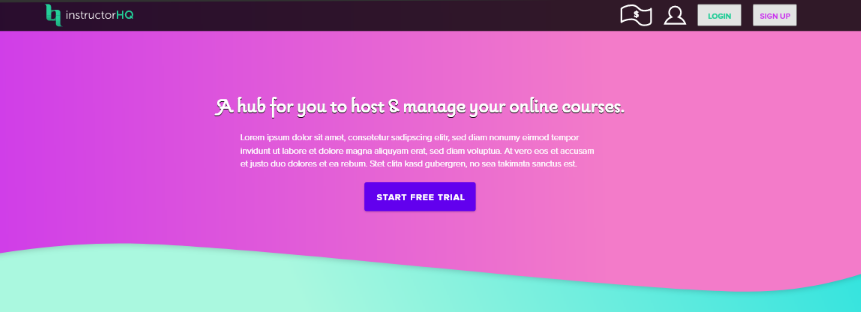 instructorHQ
$
LOGIN
SIGN UP
A hub for you to host & manage your online courses.
Lorem ipsum dolor sit amet, consetetur sadipscing elitr, sed diam nonumy eirmod tempor
invidunt ut labore et dolore magna aliquyam erat, sed diam voluptua. At vero eos et accusam
et justo duo dolores et ea rebum. Stet clita kasd gubergren, no sea takimata sanctus est.
START FREE TRIAL